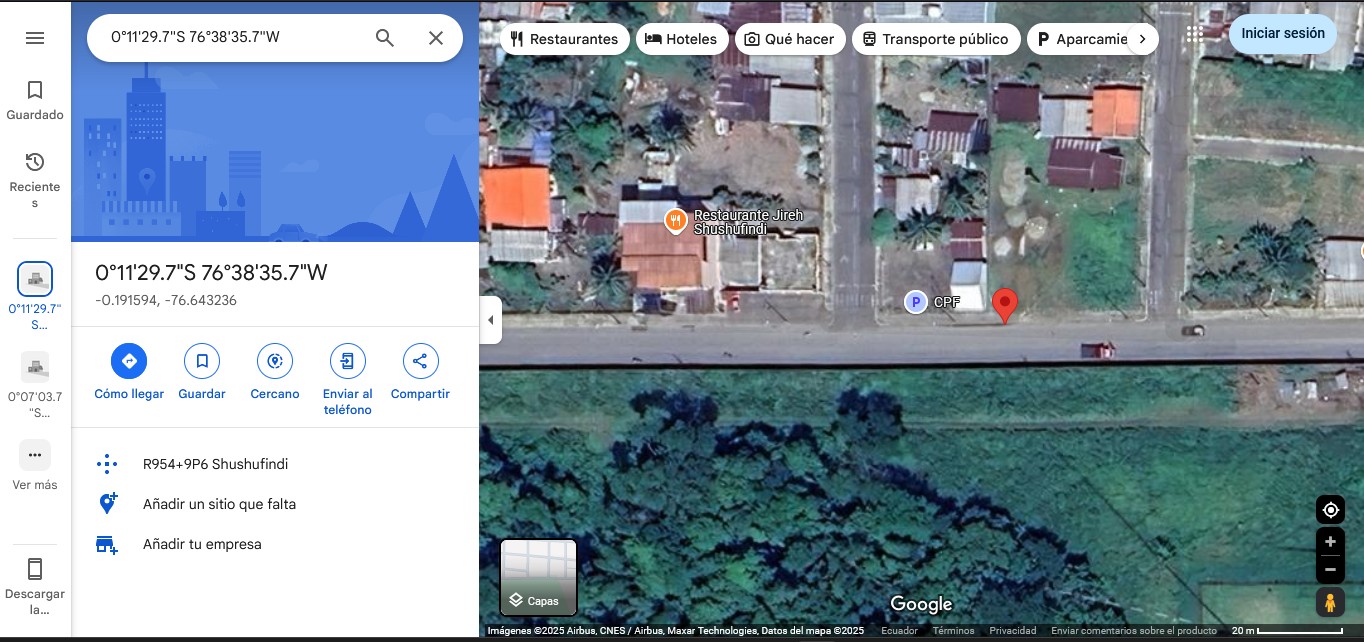 0°11'29.7"S 76°38'35.7"W
Restaurantes
Hoteles
Qué hacer
Transporte público
Aparcamie
Iniciar sesión
Guardado
Reciente
s
0°11'29.7"
S...
0°07'03.7
"S...
Ver más
Descargar
la...
0°11'29.7"S 76°38'35.7"W
-0.191594, -76.643236
Cómo llegar
Guardar
Cercano
Enviar al
teléfono
Compartir
R954+9P6 Shushufindi
Añadir un sitio que falta
Añadir tu empresa
Restaurante Jireh
Shushufindi
P CPF
Capas
Google
Imágenes ©2025 Airbus, CNES / Airbus, Maxar Technologies, Datos del mapa ©2025 Ecuador Términos Privacidad Enviar comentarios sobre el producto 20 m